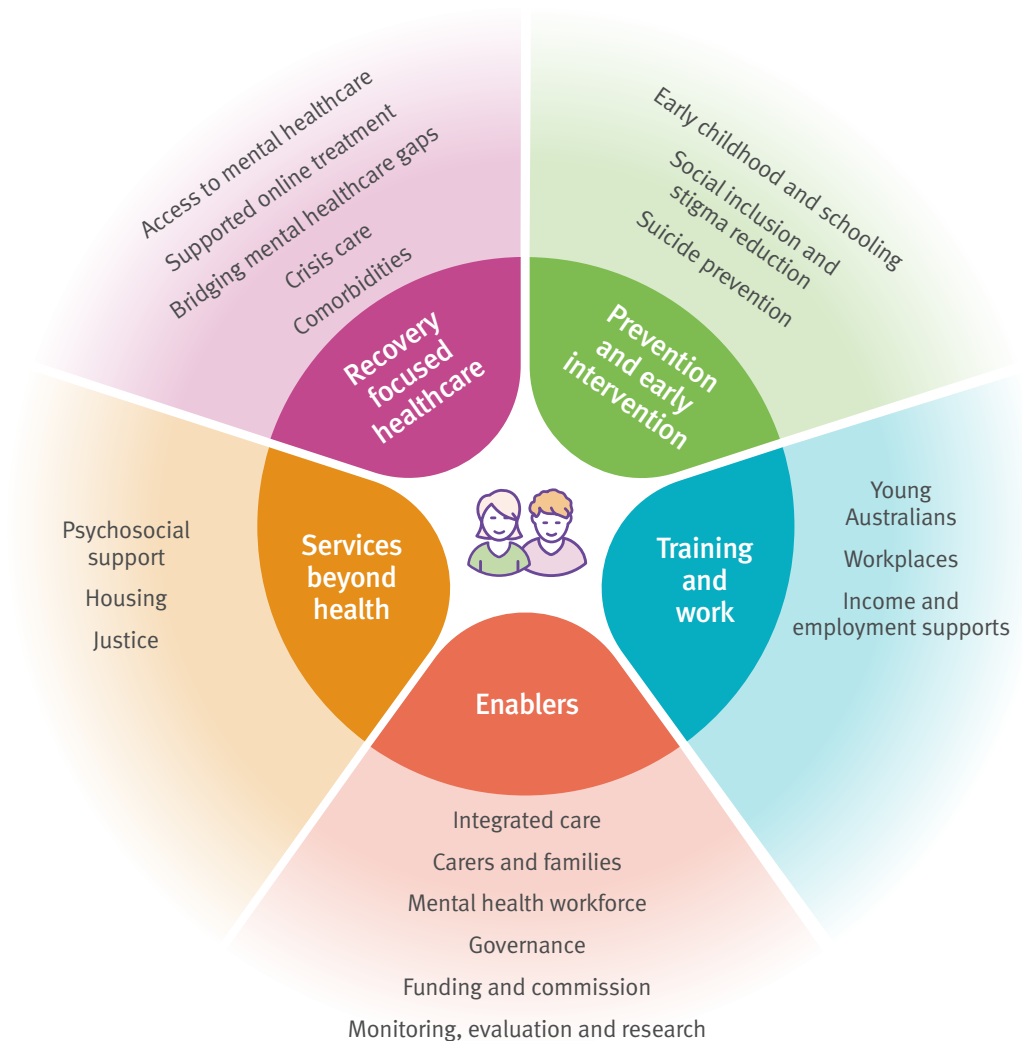 Access to mental healthcare
Supported online treatment
Bridging mental healthcare gaps
Crisis care
Comorbidities
Recovery
focused
healthcare
Early childhood and schooling
Social inclusion and
stigma reduction
Suicide prevention
Prevention
and early
intervention
Psychosocial
support
Housing
Justice
Services
beyond
health
Training
and
work
Young
Australians
Workplaces
Income and
employment supports
Enablers
Integrated care
Carers and families
Mental health workforce
Governance
Funding and commission
Monitoring, evaluation and research